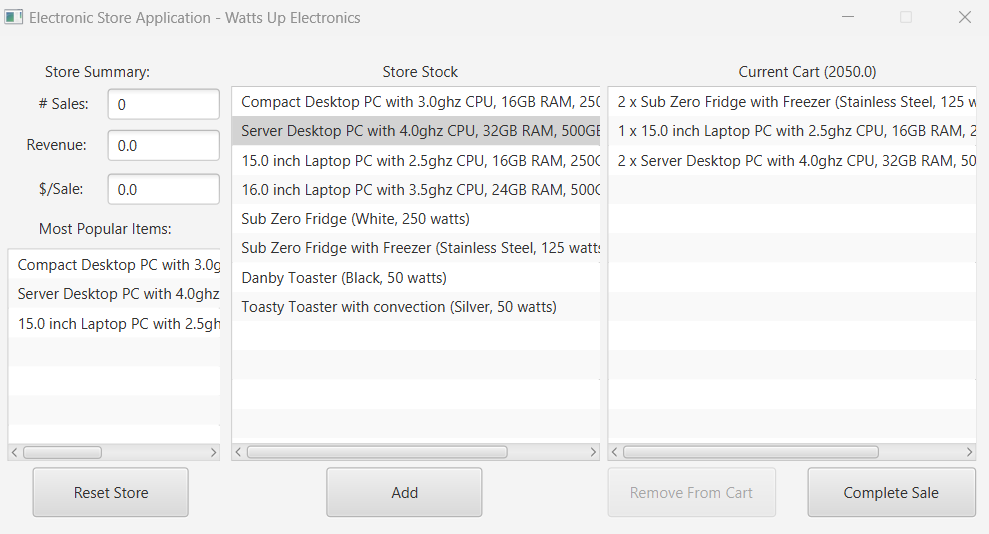 Electronic Store Application - Watts Up Electronics
Store Summary:
# Sales: 0
Revenue: 0.0
$/Sale: 0.0
Most Popular Items:
Compact Desktop PC with 3.0g
Server Desktop PC with 4.0ghz
15.0 inch Laptop PC with 2.5gh
Reset Store
Store Stock
Compact Desktop PC with 3.0ghz CPU, 16GB RAM, 250
Server Desktop PC with 4.0ghz CPU, 32GB RAM, 500GB
15.0 inch Laptop PC with 2.5ghz CPU, 16GB RAM, 250G
16.0 inch Laptop PC with 3.5ghz CPU, 24GB RAM, 500G
Sub Zero Fridge (White, 250 watts)
Sub Zero Fridge with Freezer (Stainless Steel, 125 watts
Danby Toaster (Black, 50 watts)
Toasty Toaster with convection (Silver, 50 watts)
Add
Current Cart (2050.0)
2 x Sub Zero Fridge with Freezer (Stainless Steel, 125 w
1 x 15.0 inch Laptop PC with 2.5ghz CPU, 16GB RAM, 2
2 x Server Desktop PC with 4.0ghz CPU, 32GB RAM, 50
Remove From Cart
Complete Sale